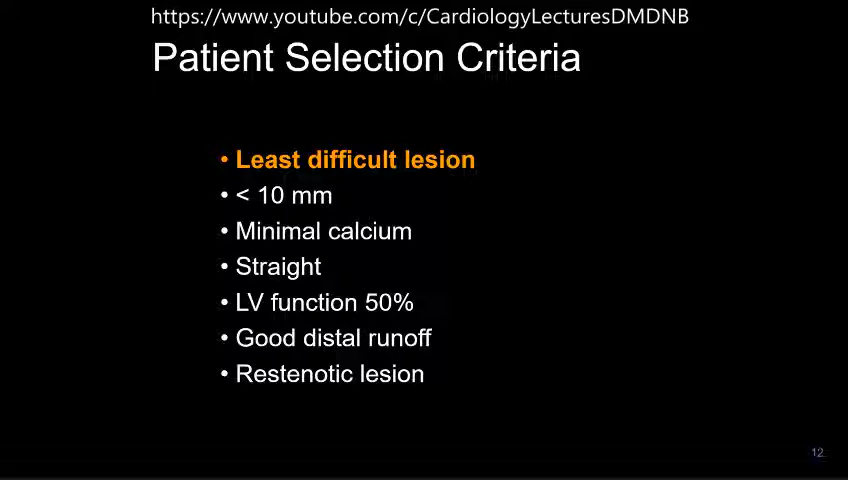 https://www.youtube.com/c/CardiologyLecturesDMDNB
Patient Selection Criteria
• Least difficult lesion
• < 10 mm
• Minimal calcium
• Straight
• LV function 50%
• Good distal runoff
• Restenotic lesion
12